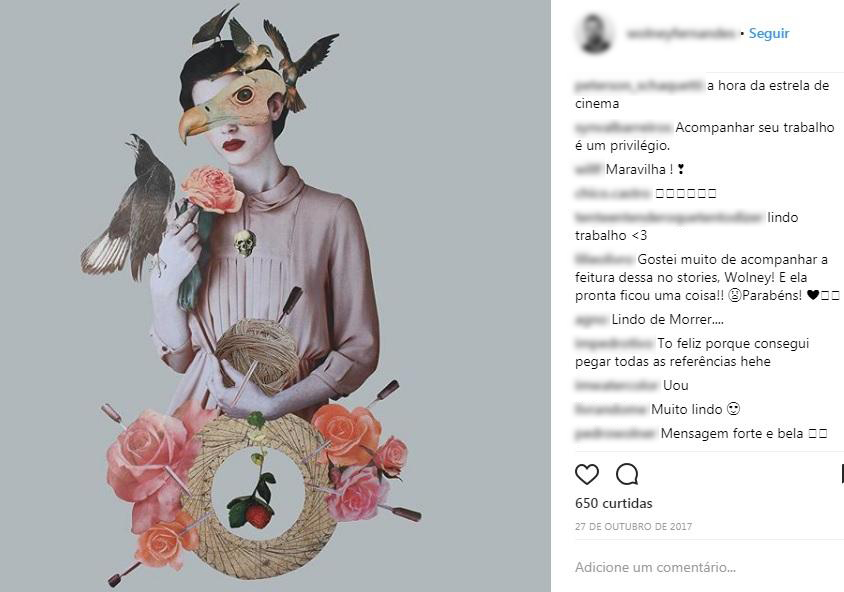 • Seguir
a hora da estrela de
cinema
Acompanhar seu trabalho
é um privilégio.
Maravilha ! ❣
lindo
trabalho <3
Gostei muito de acompanhar a
feitura dessa no stories, Wolney! E ela
pronta ficou uma coisa!! Parabéns! ♥
Lindo de Morrer....
To feliz porque consegui
pegar todas as referências hehe
Uou
Muito lindo
Mensagem forte e bela
650 curtidas
27 DE OUTUBRO DE 2017
Adicione um comentário...